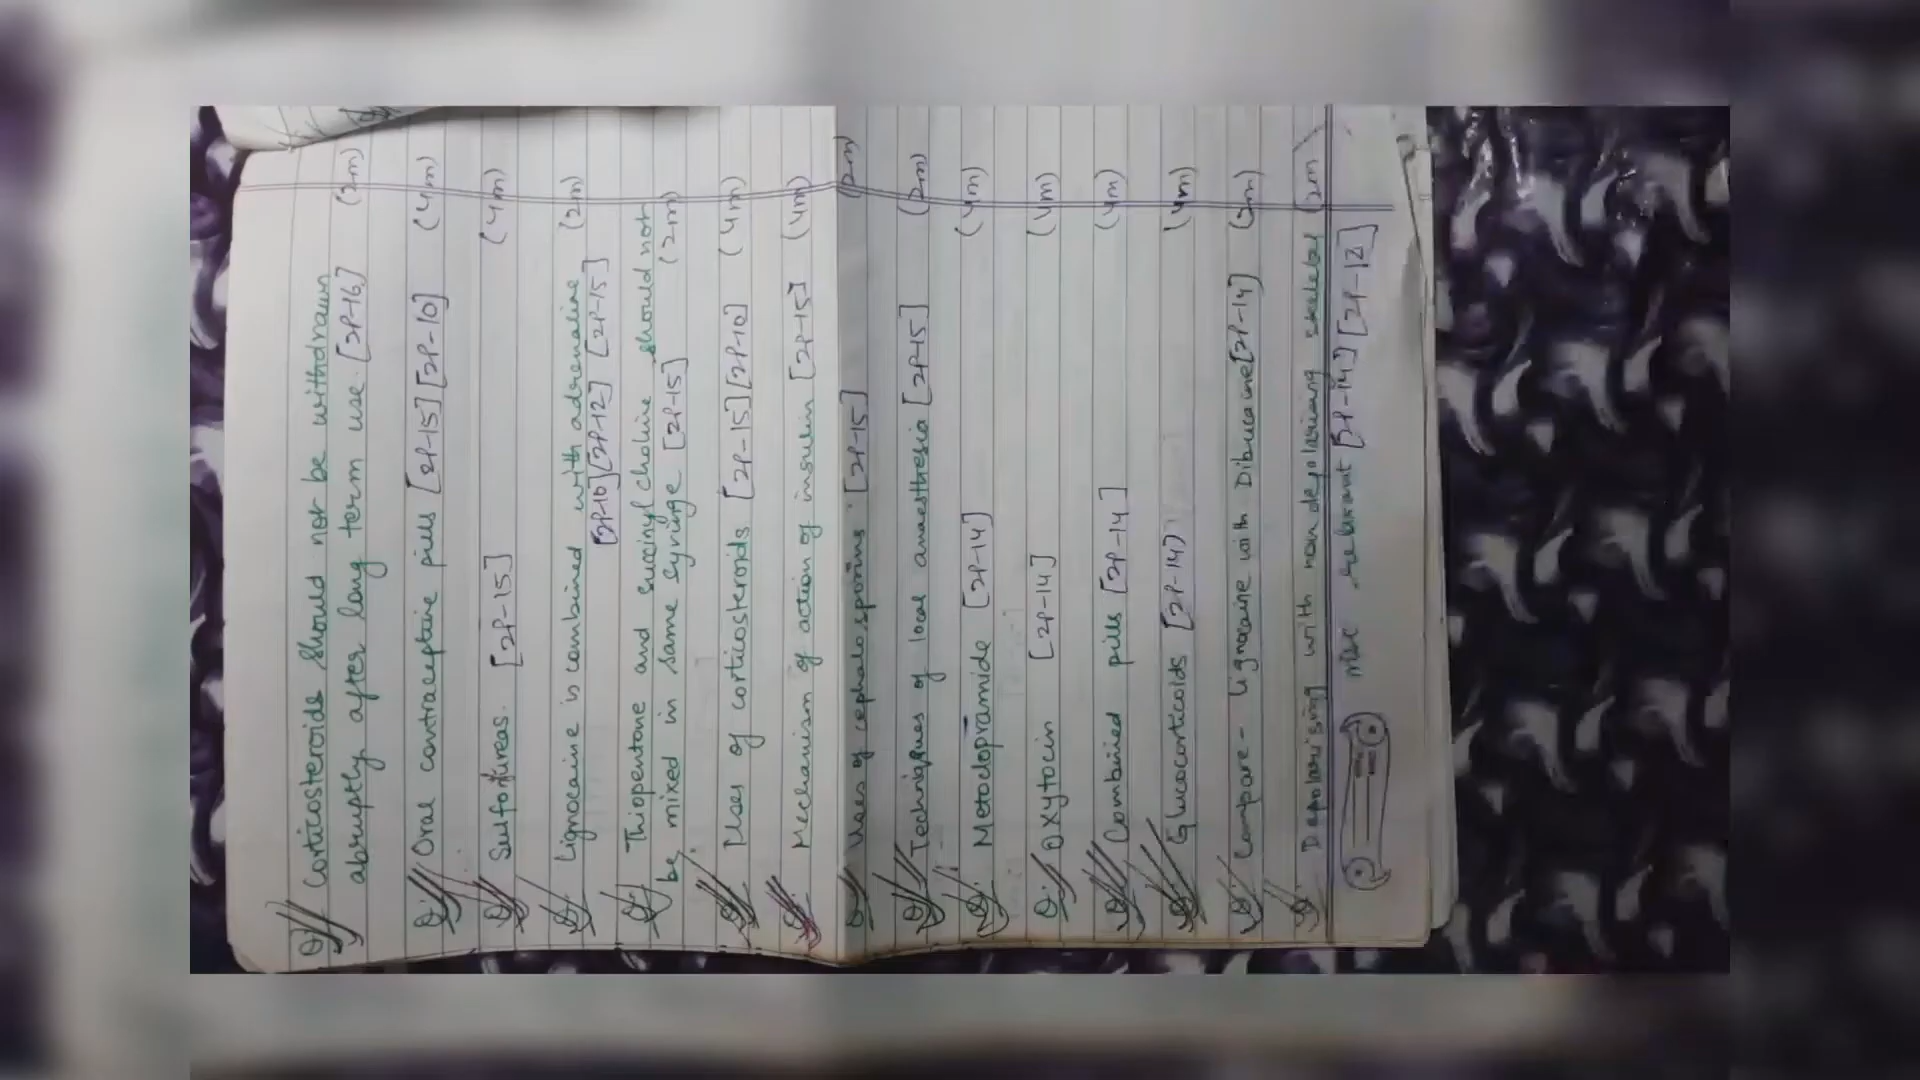 Q. Corticosteroids should not be withdrawn
abruptly after long term use. [2P-16] (2m)
Q. Oral contraceptive pills [2P-15] [2P-10] (4m)
Q. Sulfonureas. [2P-15] (4m)
Q. Lignocaine is combined with adrenaline (2m)
[2P-10] [2P-12] [2P-15]
Q. Thiopentone and succinylcholine should not
be mixed in same syringe [2P-15] (2m)
Q. Uses of corticosteroids [2P-15] [2P-10] (4m)
Q. Mechanism of action of insulin [2P-15] (4m)
Q. Uses of cephalosporins. [2P-15] (2m)
Q. Techniques of local anaesthesia [2P-15] (2m)
Q. Metoclopramide [2P-14] (4m)
Q. Oxytocin [2P-14] (4m)
Q. Combined pills [2P-14] (4m)
Q. Glucocorticoids [2P-14] (4m)
Q. Compare - lignocaine with Dibucaine [2P-14] (2m)
Q. Depolarising with non depolarising skeletal (2m)
relaxant [2P-14] [2P-12]